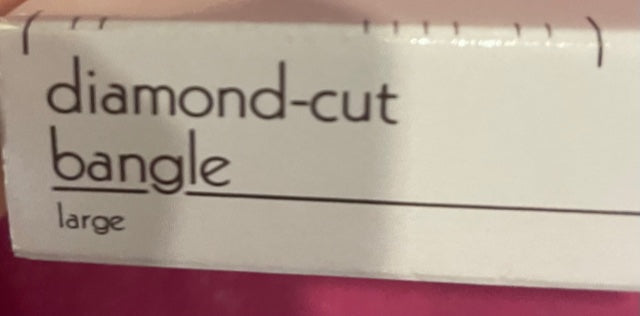 diamond-cut
bangle
large